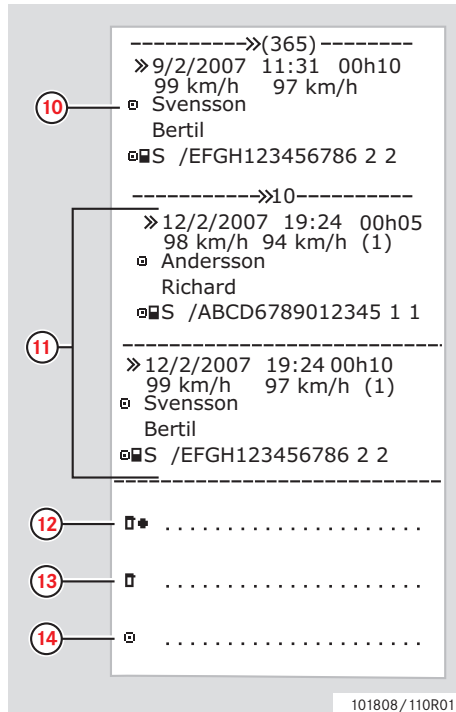 ----------»(365)---------
»9/2/2007 11:31 00h10
99 km/h 97 km/h
10 Svensson
Bertil
S /EFGH123456786 2 2
----------»10-----------
»12/2/2007 19:24 00h05
98 km/h 94 km/h (1)
Andersson
Richard
S /ABCD6789012345 1 1
11
»12/2/2007 19:24 00h10
99 km/h 97 km/h (1)
Svensson
Bertil
S /EFGH123456786 2 2
12 . . . . . . . . . . . . . . . . . . . . .
13 . . . . . . . . . . . . . . . . . . . . .
14 . . . . . . . . . . . . . . . . . . . . .
101808/110R01